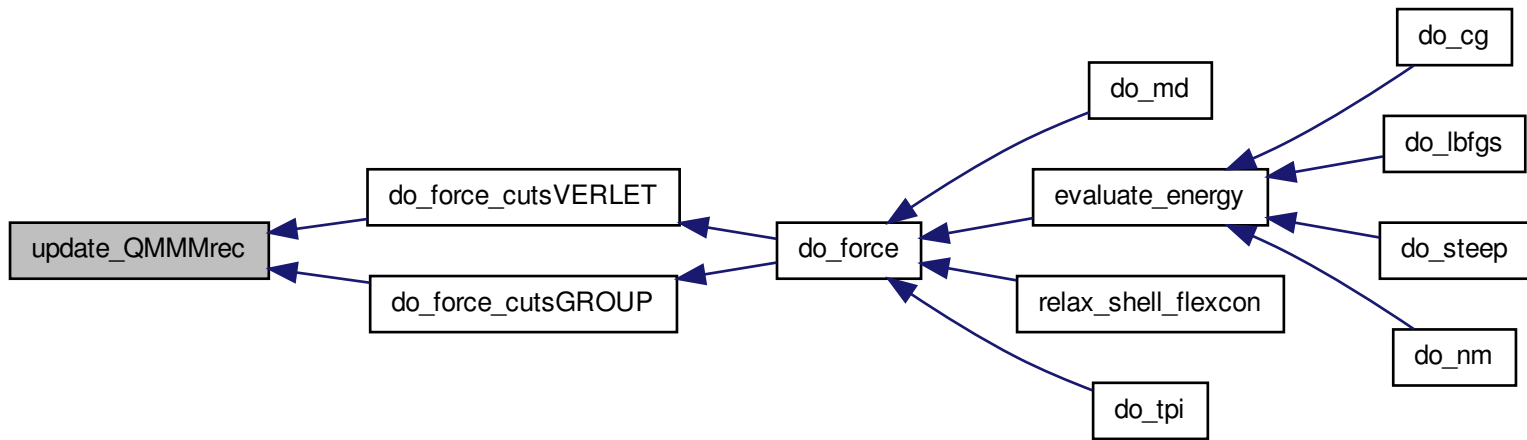 update_QMMMrec
do_force_cutsVERLET
do_force_cutsGROUP
do_force
do_md
evaluate_energy
relax_shell_flexcon
do_tpi
do_cg
do_lbfgs
do_steep
do_nm